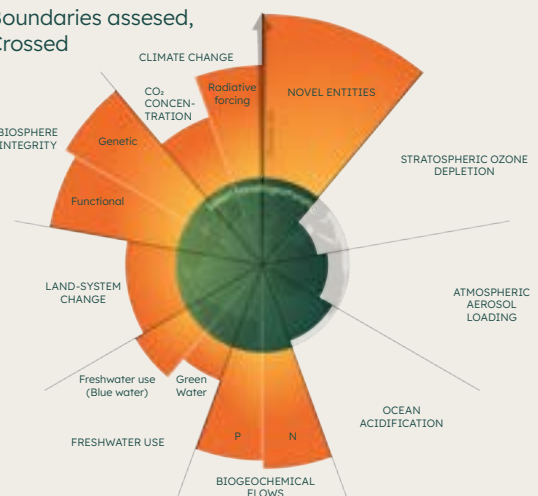 Boundaries assesed,
Crossed
CLIMATE CHANGE
CO₂
CONCEN-
TRATION
Radiative
forcing
NOVEL ENTITIES
BIOSPHERE
INTEGRITY
Genetic
STRATOSPHERIC OZONE
DEPLETION
Functional
LAND-SYSTEM
CHANGE
ATMOSPHERIC
AEROSOL
LOADING
Freshwater use
(Blue water)
Green
Water
OCEAN
ACIDIFICATION
FRESHWATER USE
P
N
BIOGEOCHEMICAL
FLOWS